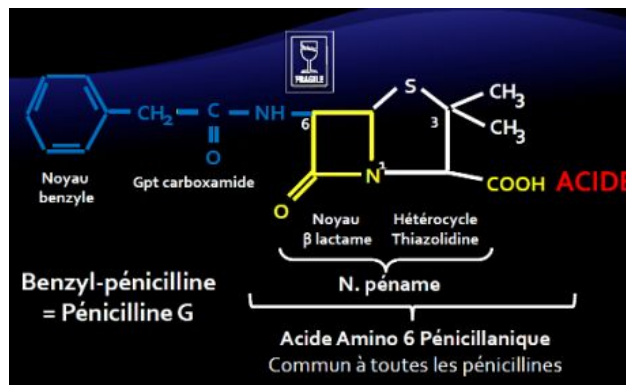 FRAGILE
S
CH₃
CH₃
CH₂ C NH
6
3
O
N
1
COOH ACIDE
O
Noyau
benzyle
Gpt carboxamide
Noyau
β lactame
Hétérocycle
Thiazolidine
Benzyl-pénicilline
= Pénicilline G
N. péname
Acide Amino 6 Pénicillanique
Commun à toutes les pénicillines